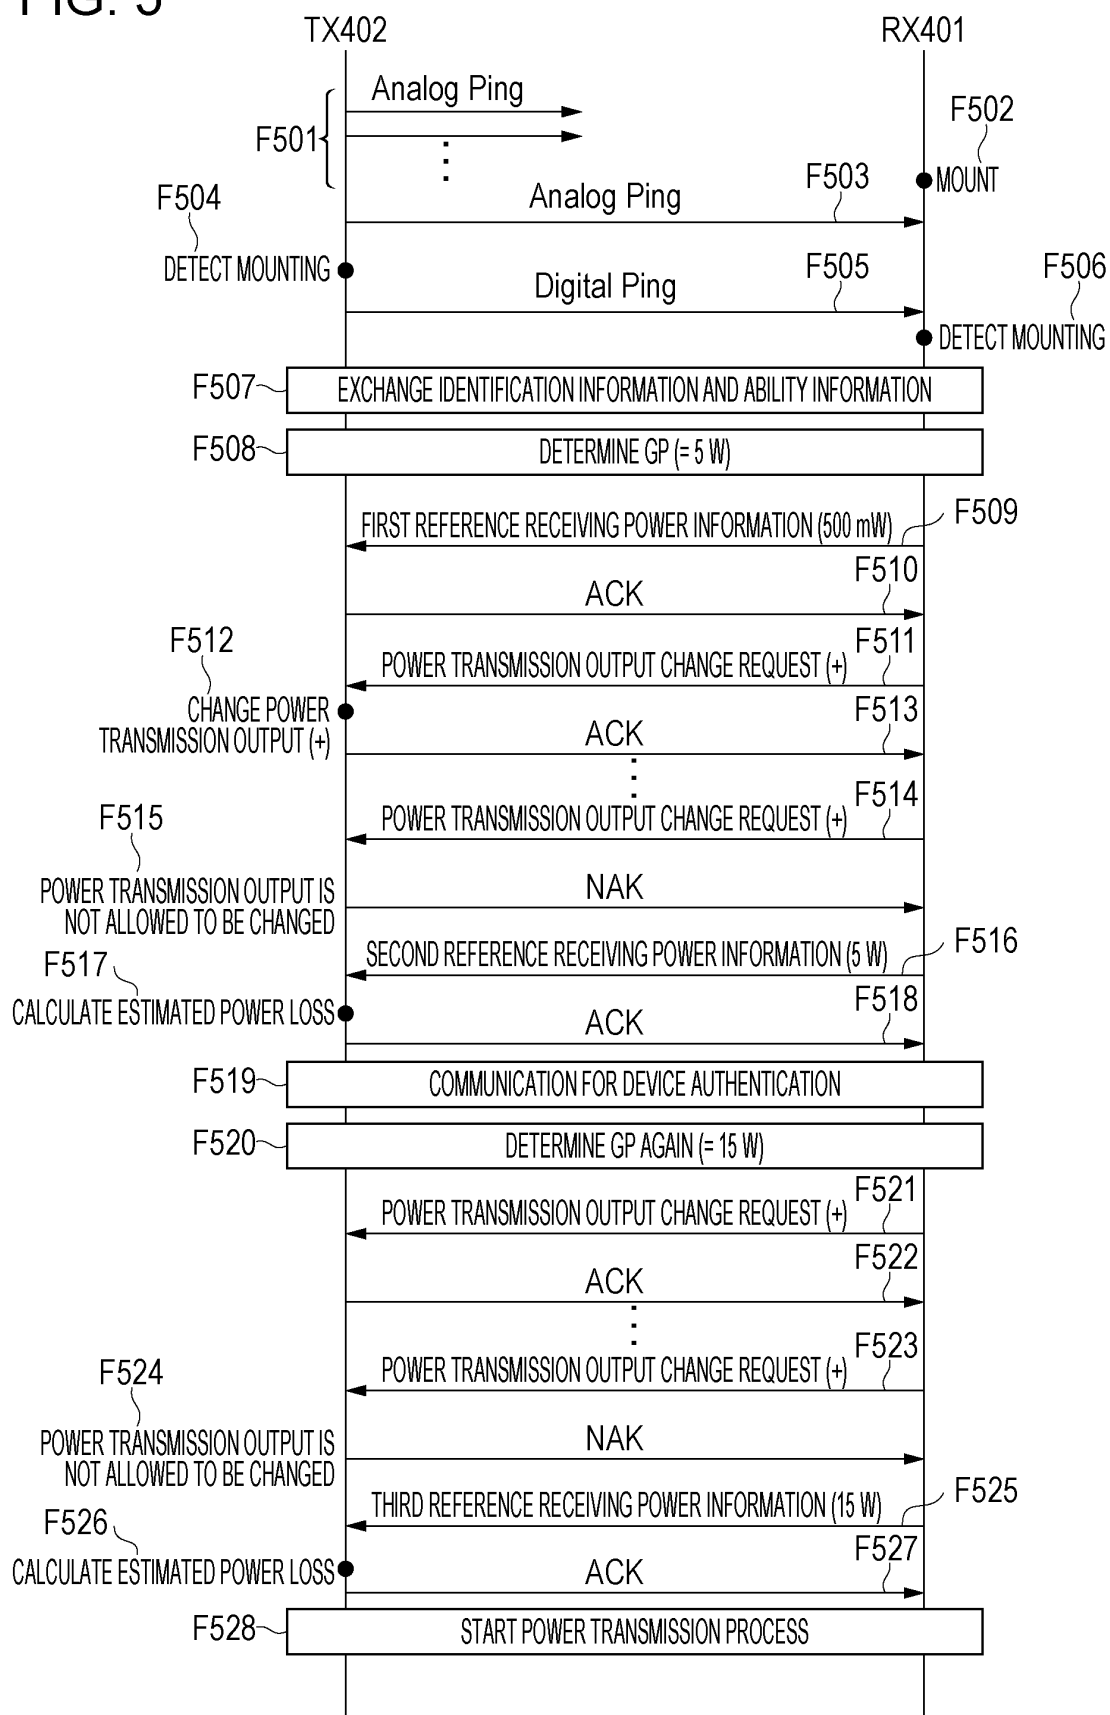 FIG. 5
TX402
RX401
Analog Ping
F501
F502
MOUNT
F503
F504
Analog Ping
DETECT MOUNTING
F505
F506
Digital Ping
DETECT MOUNTING
F507
EXCHANGE IDENTIFICATION INFORMATION AND ABILITY INFORMATION
F508
DETERMINE GP (= 5 W)
FIRST REFERENCE RECEIVING POWER INFORMATION (500 mW)
F509
F510
ACK
F511
F512
POWER TRANSMISSION OUTPUT CHANGE REQUEST (+)
CHANGE POWER
TRANSMISSION OUTPUT (+)
F513
ACK
F514
POWER TRANSMISSION OUTPUT CHANGE REQUEST (+)
F515
POWER TRANSMISSION OUTPUT IS
NOT ALLOWED TO BE CHANGED
NAK
SECOND REFERENCE RECEIVING POWER INFORMATION (5 W)
F516
F517
CALCULATE ESTIMATED POWER LOSS
F518
ACK
F519
COMMUNICATION FOR DEVICE AUTHENTICATION
F520
DETERMINE GP AGAIN (= 15 W)
F521
POWER TRANSMISSION OUTPUT CHANGE REQUEST (+)
F522
ACK
F523
POWER TRANSMISSION OUTPUT CHANGE REQUEST (+)
F524
POWER TRANSMISSION OUTPUT IS
NOT ALLOWED TO BE CHANGED
NAK
THIRD REFERENCE RECEIVING POWER INFORMATION (15 W)
F525
F526
CALCULATE ESTIMATED POWER LOSS
F527
ACK
F528
START POWER TRANSMISSION PROCESS